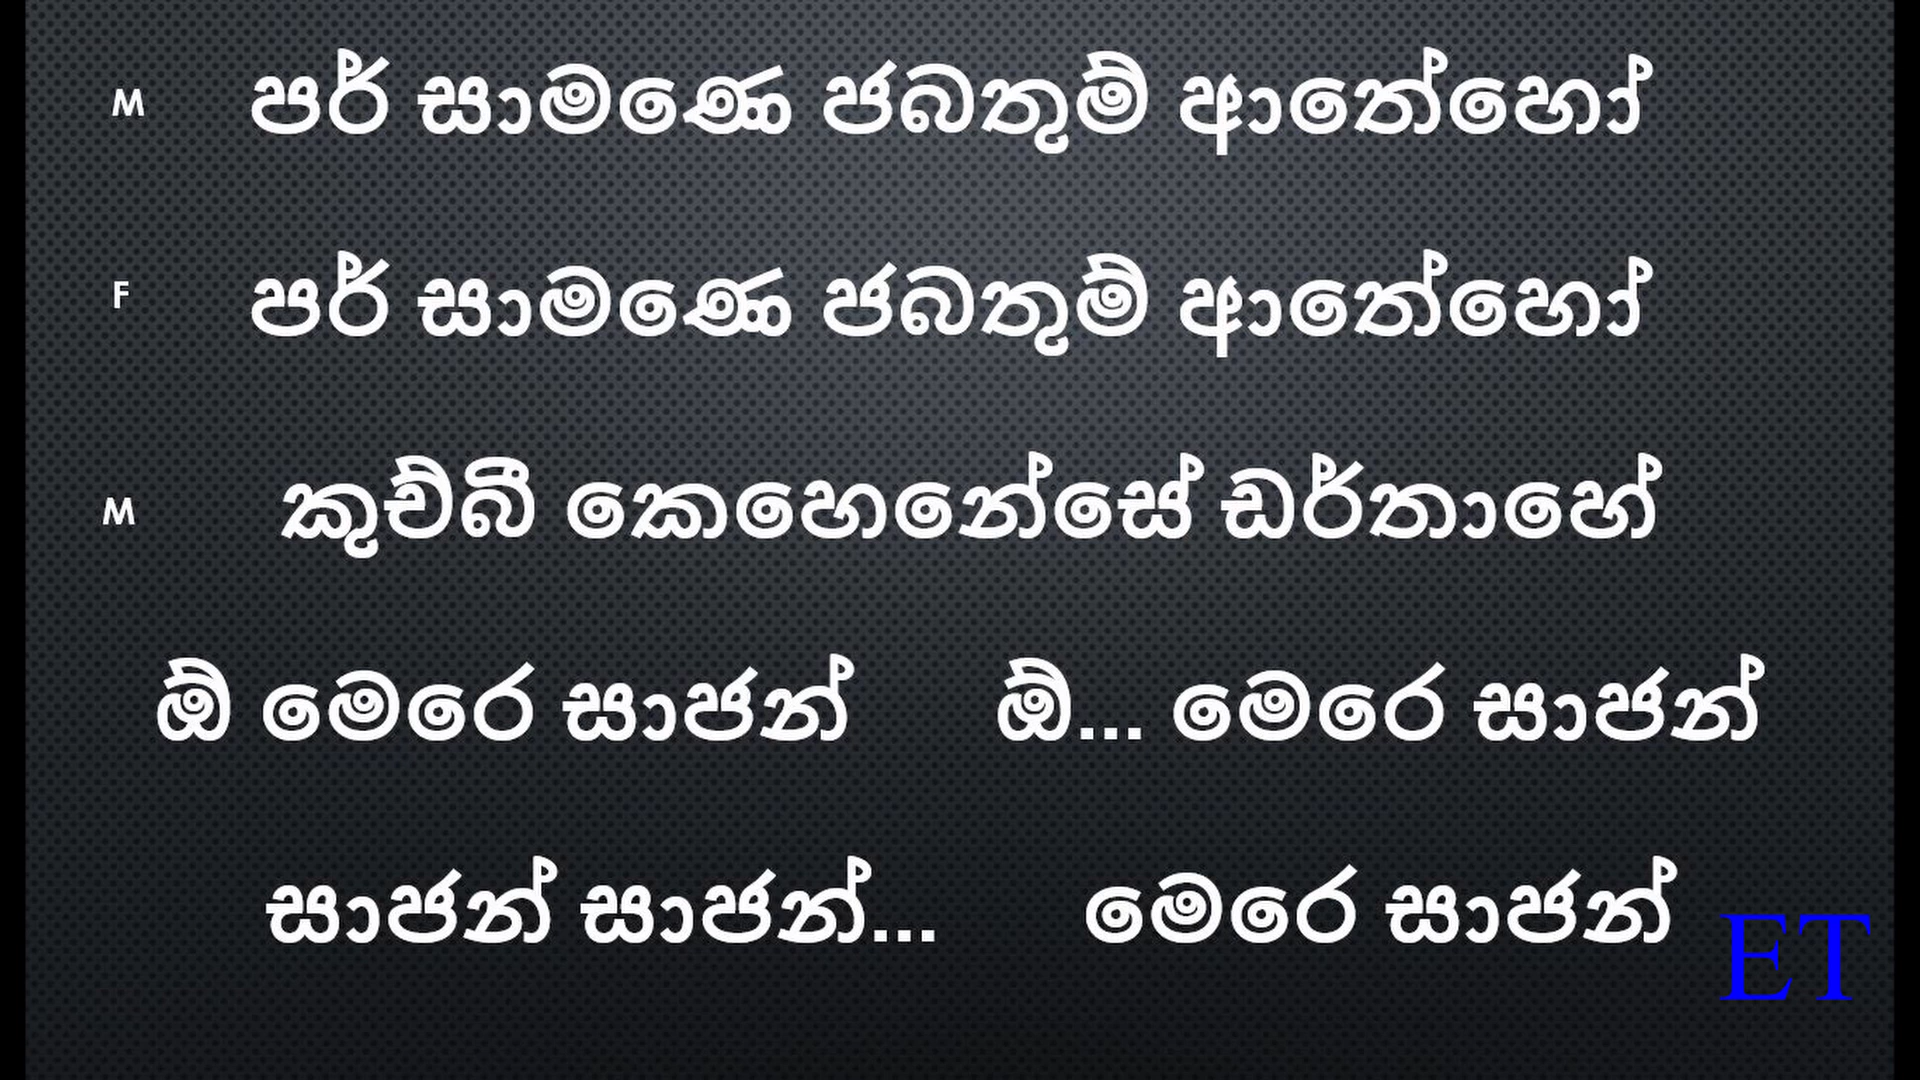 M පර් සාමණෙ ජබතුම් ආතේහෝ
F පර් සාමණෙ ජබතුම් ආතේහෝ
M කුච්බී කෙහෙනේසේ ඩර්තාහේ
ඕ මෙරෙ සාජන් ඕ... මෙරෙ සාජන්
සාජන් සාජන්... මෙරෙ සාජන්
ET